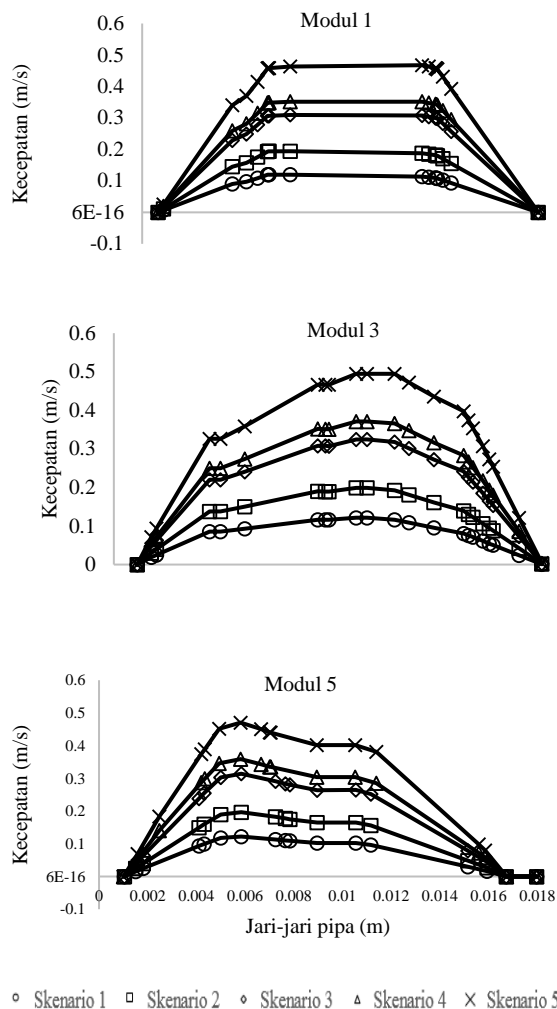 Modul 1
Kecepatan (m/s)
0.6
0.5
0.4
0.3
0.2
0.1
6E-16
-0.1
Modul 3
Kecepatan (m/s)
0.6
0.5
0.4
0.3
0.2
0.1
0
Modul 5
Kecepatan (m/s)
0.6
0.5
0.4
0.3
0.2
0.1
6E-16
-0.1
0 0.002 0.004 0.006 0.008 0.01 0.012 0.014 0.016 0.018
Jari-jari pipa (m)
Skenario 1 Skenario 2 Skenario 3 Skenario 4 Skenario 5